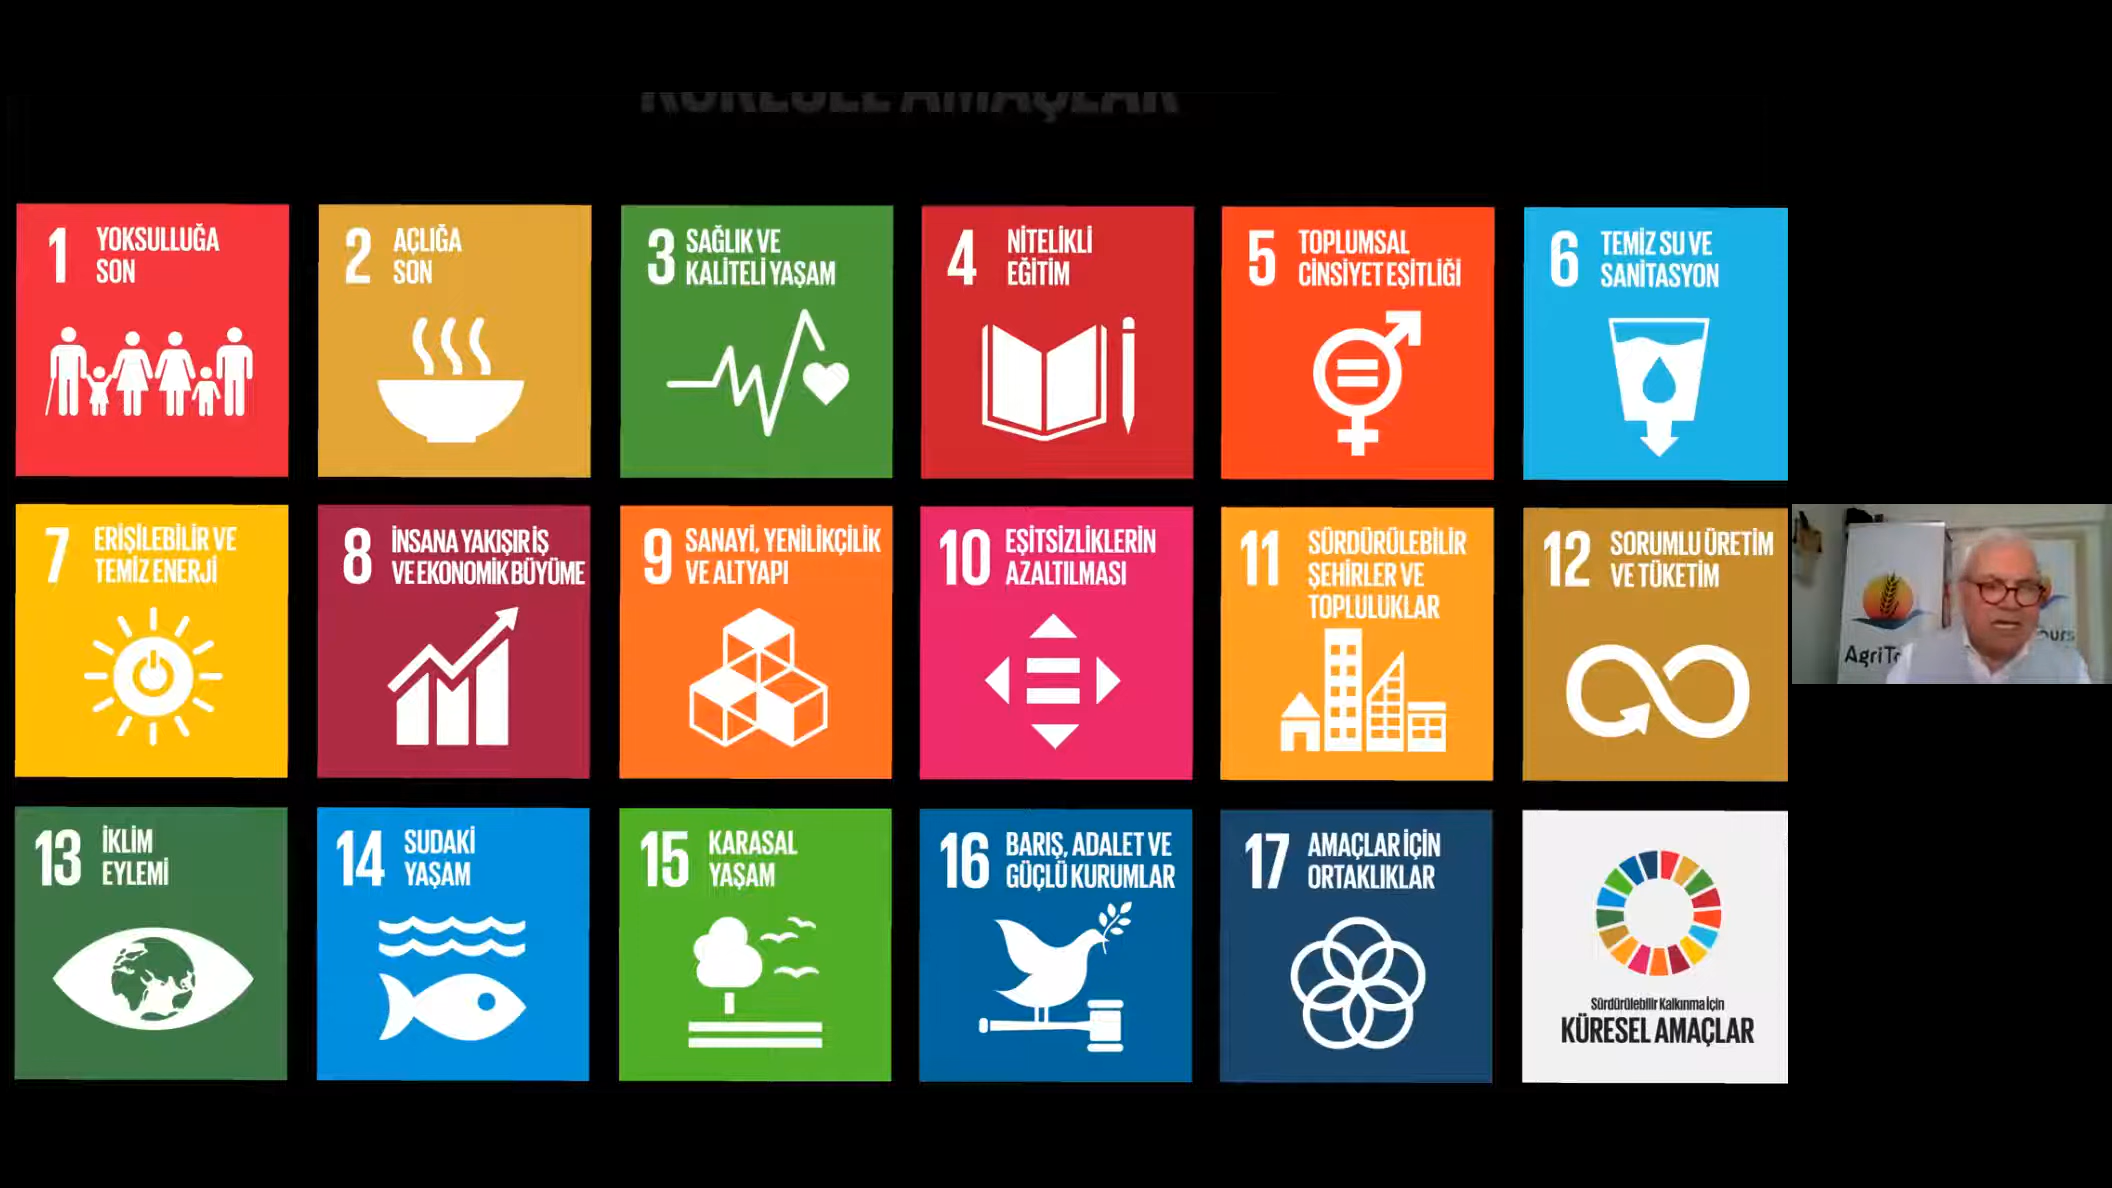 KÜRESEL AMAÇLAR
1 YOKSULLUĞA
SON
2 AÇLIĞA
SON
3 SAĞLIK VE
KALİTELİ YAŞAM
4 NİTELİKLİ
EĞİTİM
5 TOPLUMSAL
CİNSİYET EŞİTLİĞİ
6 TEMİZ SU VE
SANİTASYON
7 ERİŞİLEBİLİR VE
TEMİZ ENERJİ
8 İNSANA YAKIŞIR İŞ
VE EKONOMİK BÜYÜME
9 SANAYİ, YENİLİKÇİLİK
VE ALTYAPI
10 EŞİTSİZLİKLERİN
AZALTILMASI
11 SÜRDÜRÜLEBİLİR
ŞEHİRLER VE
TOPLULUKLAR
12 SORUMLU ÜRETİM
VE TÜKETİM
13 İKLİM
EYLEMİ
14 SUDAKİ
YAŞAM
15 KARASAL
YAŞAM
16 BARIŞ, ADALET VE
GÜÇLÜ KURUMLAR
17 AMAÇLAR İÇİN
ORTAKLIKLAR
Sürdürülebilir Kalkınma İçin
KÜRESEL AMAÇLAR